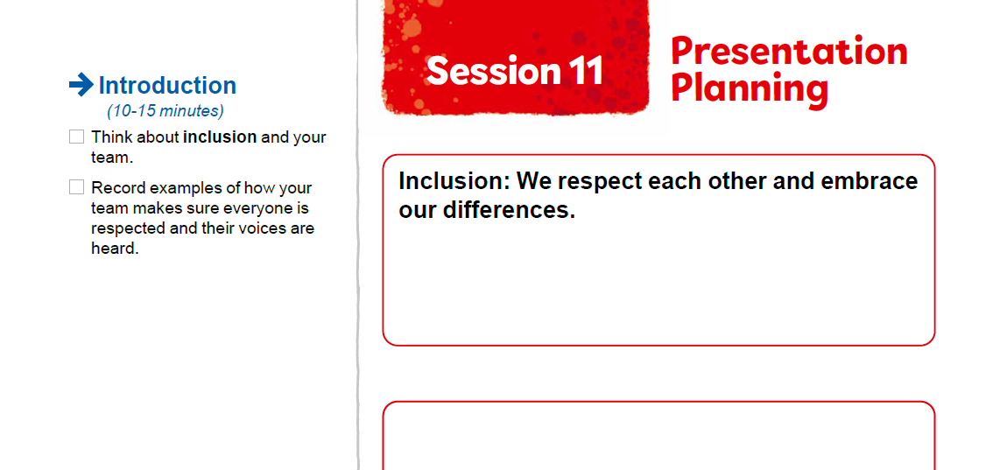 Introduction
(10-15 minutes)
Think about inclusion and your
team.
Record examples of how your
team makes sure everyone is
respected and their voices are
heard.
Session 11
Presentation
Planning
Inclusion: We respect each other and embrace
our differences.